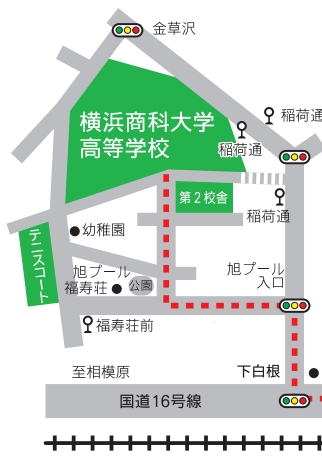 金草沢
稲荷通
横浜商科大学
高等学校
稲荷通
第2校舎
稲荷通
テニスコート
幼稚園
旭プール
福寿荘
公園
旭プール
入口
福寿荘前
至相模原
下白根
国道16号線